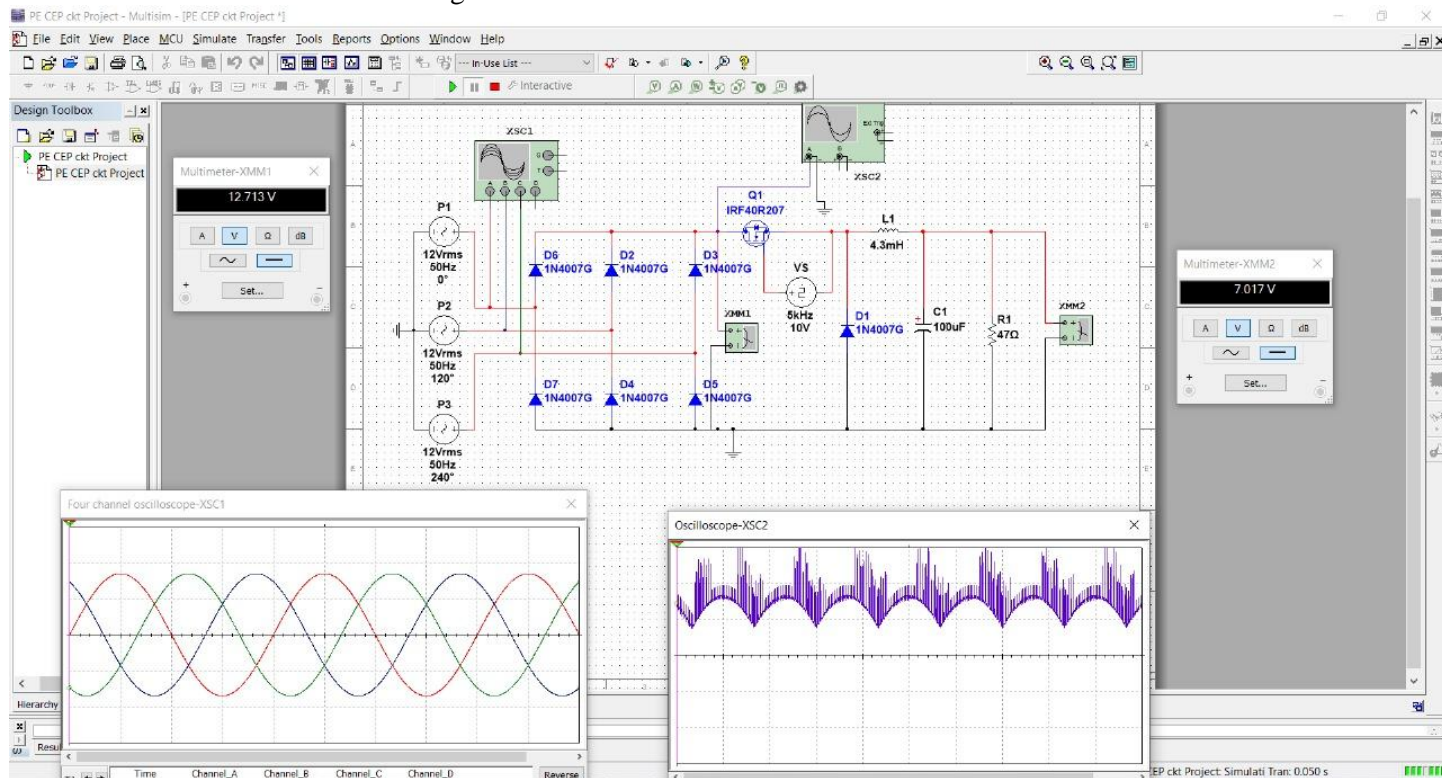 PE CEP ckt Project - Multisim - [PE CEP ckt Project *]
File Edit View Place MCU Simulate Transfer Tools Reports Options Window Help
--- In-Use List ---
Interactive
Design Toolbox
PE CEP ckt Project
PE CEP ckt Project
Hierarchy
Multimeter-XMM1
12.713 V
A V Ω dB
Set...
XSC1
A B C D
G
T
P1
12Vrms
50Hz
0°
P2
12Vrms
50Hz
120°
P3
12Vrms
50Hz
240°
D6
1N4007G
D2
1N4007G
D3
1N4007G
D7
1N4007G
D4
1N4007G
D5
1N4007G
Q1
IRF40R207
VS
5kHz
10V
XMM1
Ext Trig
A B
XSC2
D1
1N4007G
L1
4.3mH
C1
100uF
R1
47Ω
XMM2
Multimeter-XMM2
7.017 V
A V Ω dB
Set...
Four channel oscilloscope-XSC1
Time Channel_A Channel_B Channel_C Channel_D
Reverse
Oscilloscope-XSC2
CEP ckt Project: Simulati Tran: 0.050 s